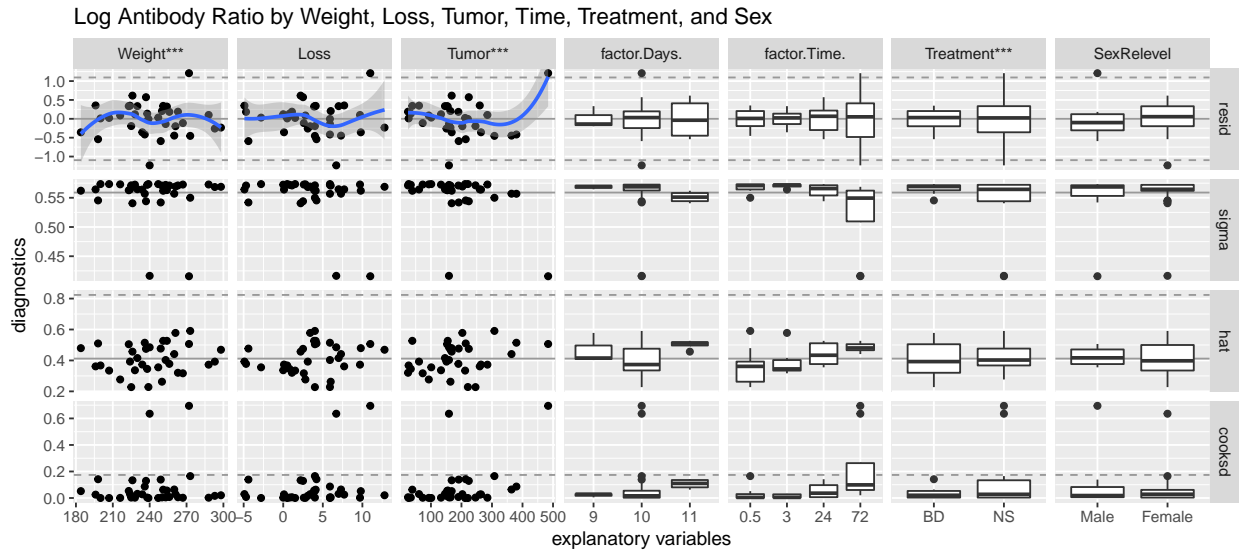 Log Antibody Ratio by Weight, Loss, Tumor, Time, Treatment, and Sex
Weight*** Loss Tumor*** factor.Days. factor.Time. Treatment*** SexRelevel
1.0
0.5
0.0
−0.5
−1.0
resid
0.55
0.50
0.45
sigma
0.8
0.6
0.4
0.2
hat
0.6
0.4
0.2
0.0
cooksd
diagnostics
180 210 240 270 300 −5 0 5 10 100 200 300 400 500 9 10 11 0.5 3 24 72 BD NS Male Female
explanatory variables